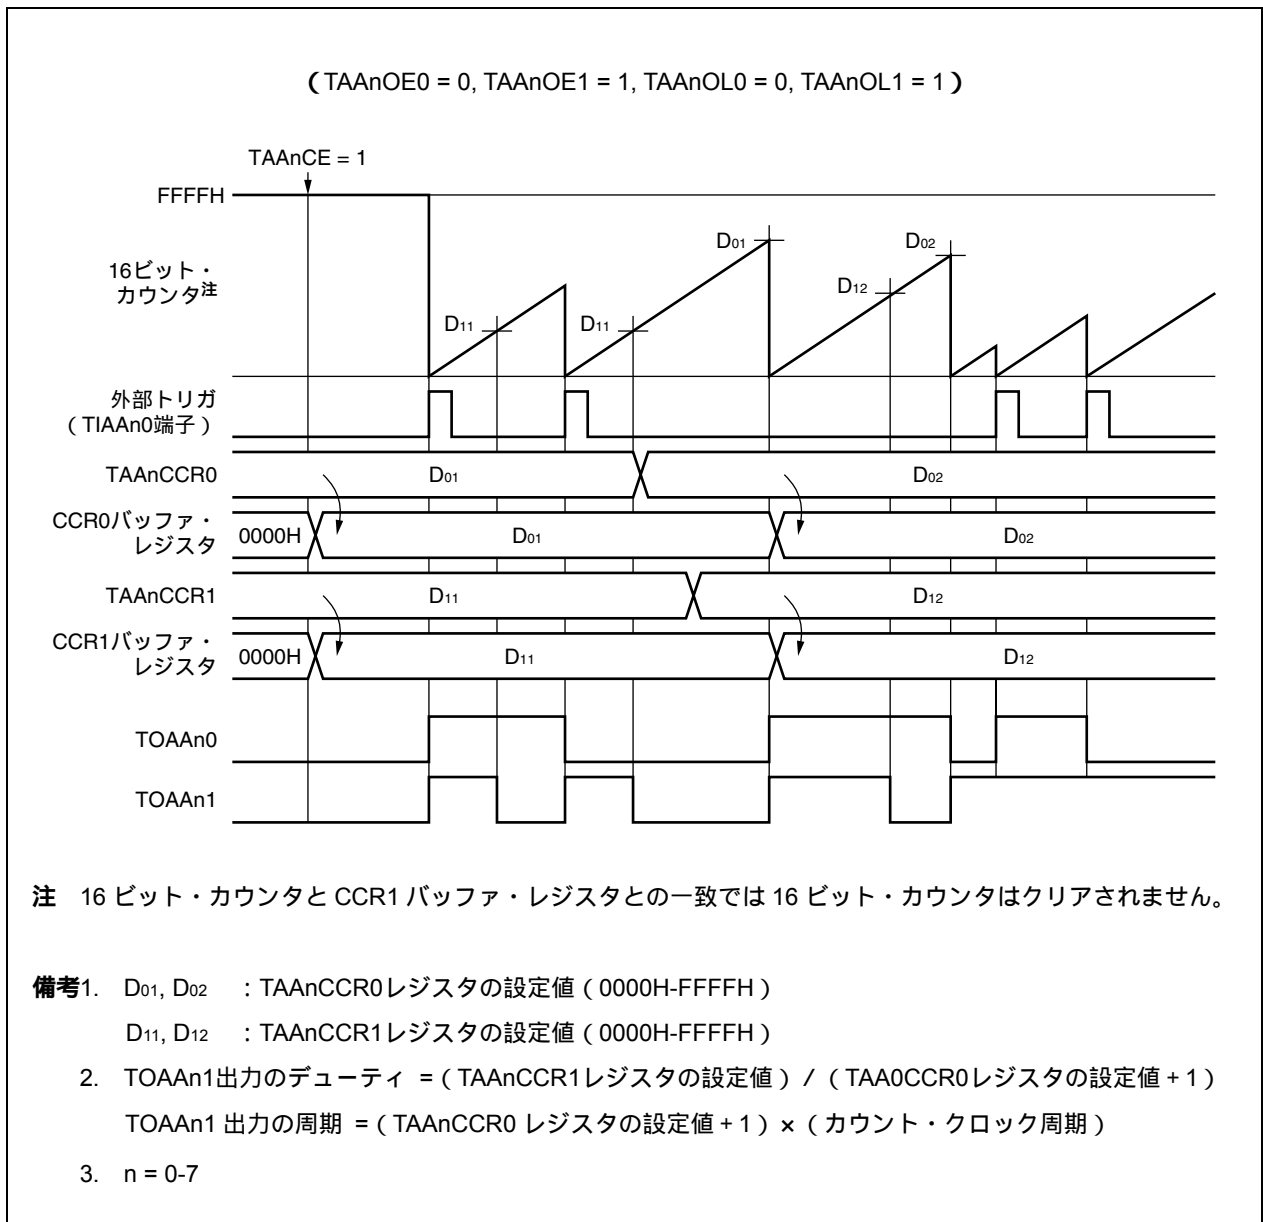 （TAAnOE0 = 0, TAAnOE1 = 1, TAAnOL0 = 0, TAAnOL1 = 1）
TAAnCE = 1
FFFFH
16ビット・
カウンタ注
D11
D11
D01
D12
D02
外部トリガ
（TIAAn0端子）
TAAnCCR0
D01
D02
CCR0バッファ・
レジスタ
0000H
D01
D02
TAAnCCR1
D11
D12
CCR1バッファ・
レジスタ
0000H
D11
D12
TOAAn0
TOAAn1
注 16 ビット・カウンタと CCR1 バッファ・レジスタとの一致では 16 ビット・カウンタはクリアされません。
備考1. D01, D02 ：TAAnCCR0レジスタの設定値（0000H-FFFFH）
D11, D12 ：TAAnCCR1レジスタの設定値（0000H-FFFFH）
2. TOAAn1出力のデューティ =（TAAnCCR1レジスタの設定値）/（TAA0CCR0レジスタの設定値 + 1）
TOAAn1 出力の周期 =（TAAnCCR0 レジスタの設定値 + 1）×（カウント・クロック周期）
3. n = 0-7